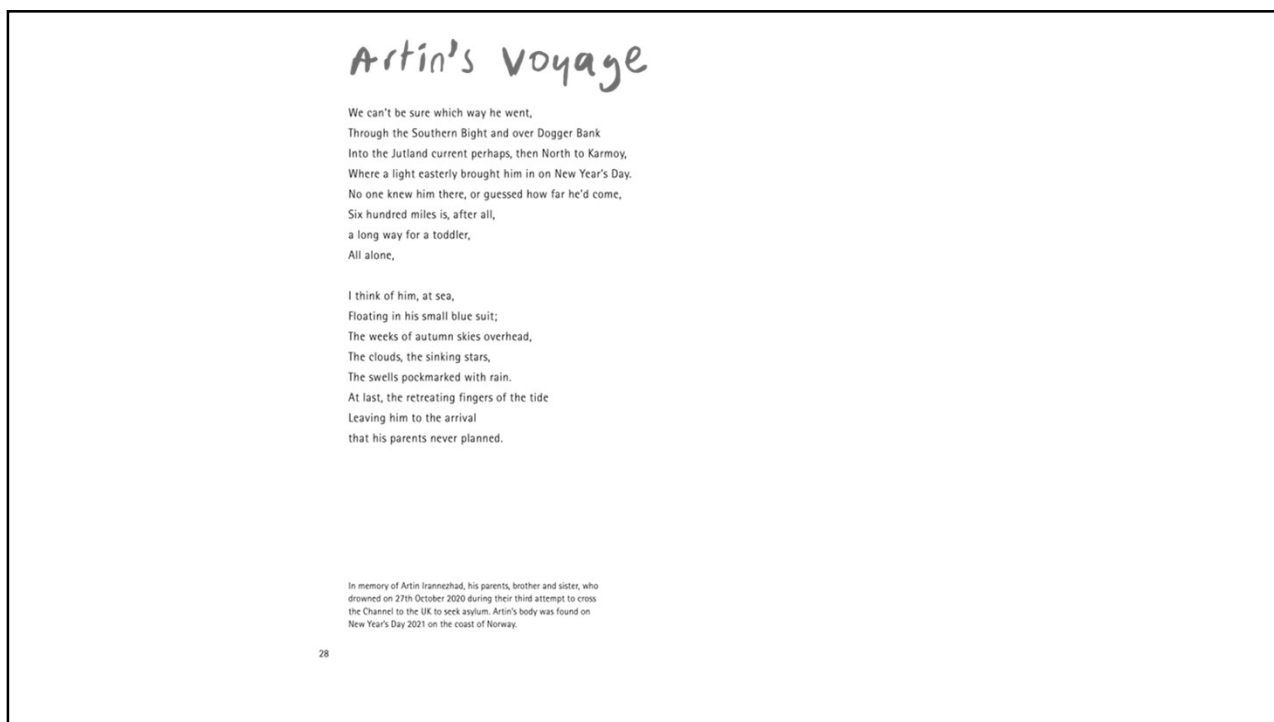 Artin's Voyage
We can't be sure which way he went,
Through the Southern Bight and over Dogger Bank
Into the Jutland current perhaps, then North to Karmoy,
Where a light easterly brought him in on New Year's Day.
No one knew him there, or guessed how far he'd come,
Six hundred miles is, after all,
a long way for a toddler,
All alone,
I think of him, at sea,
Floating in his small blue suit;
The weeks of autumn skies overhead,
The clouds, the sinking stars,
The swells pockmarked with rain.
At last, the retreating fingers of the tide
Leaving him to the arrival
that his parents never planned.
In memory of Artin Irannezhad, his parents, brother and sister, who
drowned on 27th October 2020 during their third attempt to cross
the Channel to the UK to seek asylum. Artin's body was found on
New Year's Day 2021 on the coast of Norway.
28